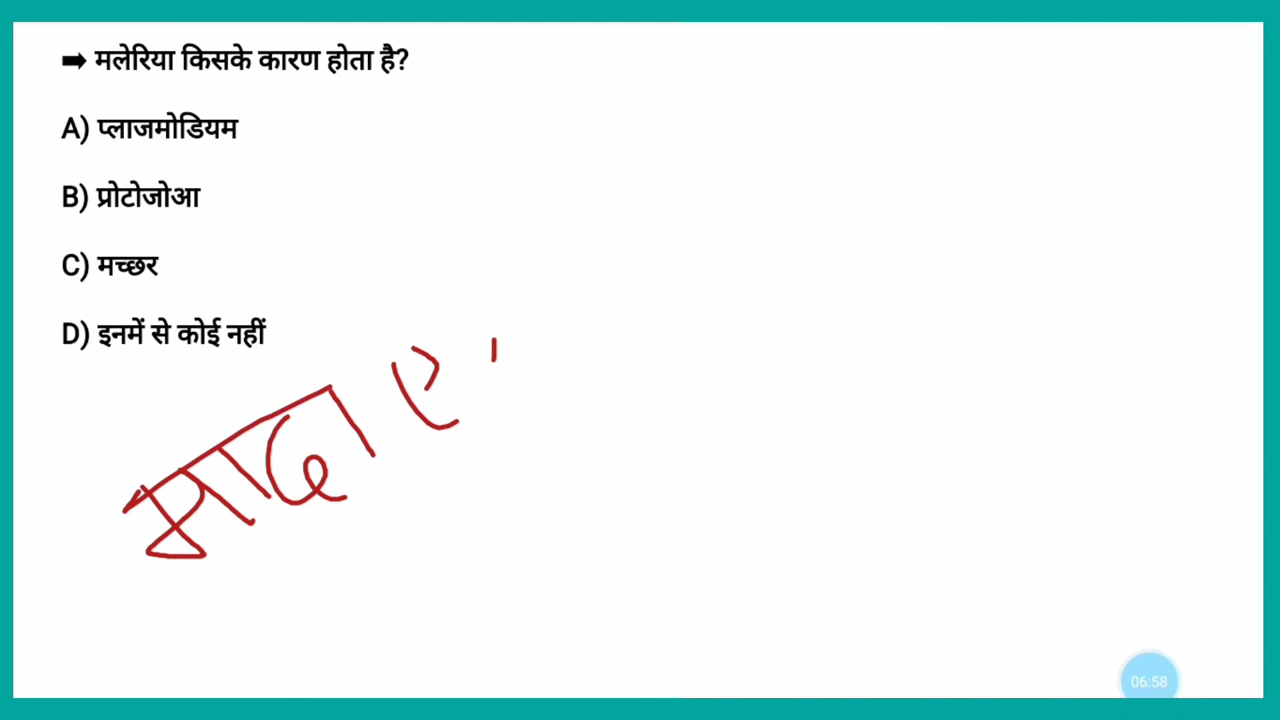 ➡ मलेरिया किसके कारण होता है?
A) प्लाजमोडियम
B) प्रोटोजोआ
C) मच्छर
D) इनमें से कोई नहीं
मादा ए
06:58